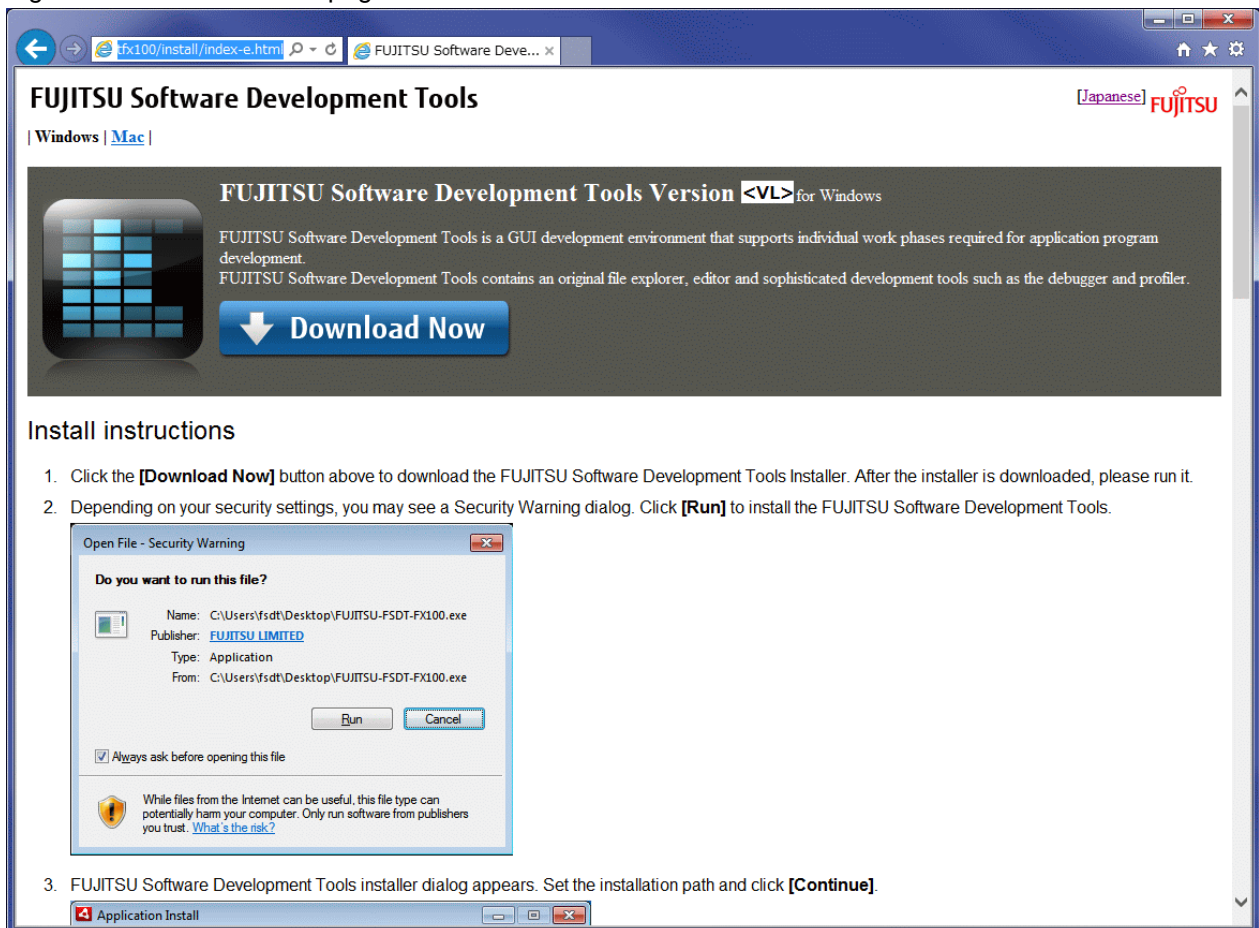 tfx100/install/index-e.html
FUJITSU Software Deve...
FUJITSU Software Development Tools
[Japanese] FUJITSU
| Windows | Mac |
FUJITSU Software Development Tools Version <VL> for Windows
FUJITSU Software Development Tools is a GUI development environment that supports individual work phases required for application program
development.
FUJITSU Software Development Tools contains an original file explorer, editor and sophisticated development tools such as the debugger and profiler.
Download Now
Install instructions
1. Click the [Download Now] button above to download the FUJITSU Software Development Tools Installer. After the installer is downloaded, please run it.
2. Depending on your security settings, you may see a Security Warning dialog. Click [Run] to install the FUJITSU Software Development Tools.
Open File - Security Warning
Do you want to run this file?
Name: C:\Users\fsdt\Desktop\FUJITSU-FSDT-FX100.exe
Publisher: FUJITSU LIMITED
Type: Application
From: C:\Users\fsdt\Desktop\FUJITSU-FSDT-FX100.exe
Run Cancel
Always ask before opening this file
While files from the Internet can be useful, this file type can
potentially harm your computer. Only run software from publishers
you trust. What's the risk?
3. FUJITSU Software Development Tools installer dialog appears. Set the installation path and click [Continue].
Application Install